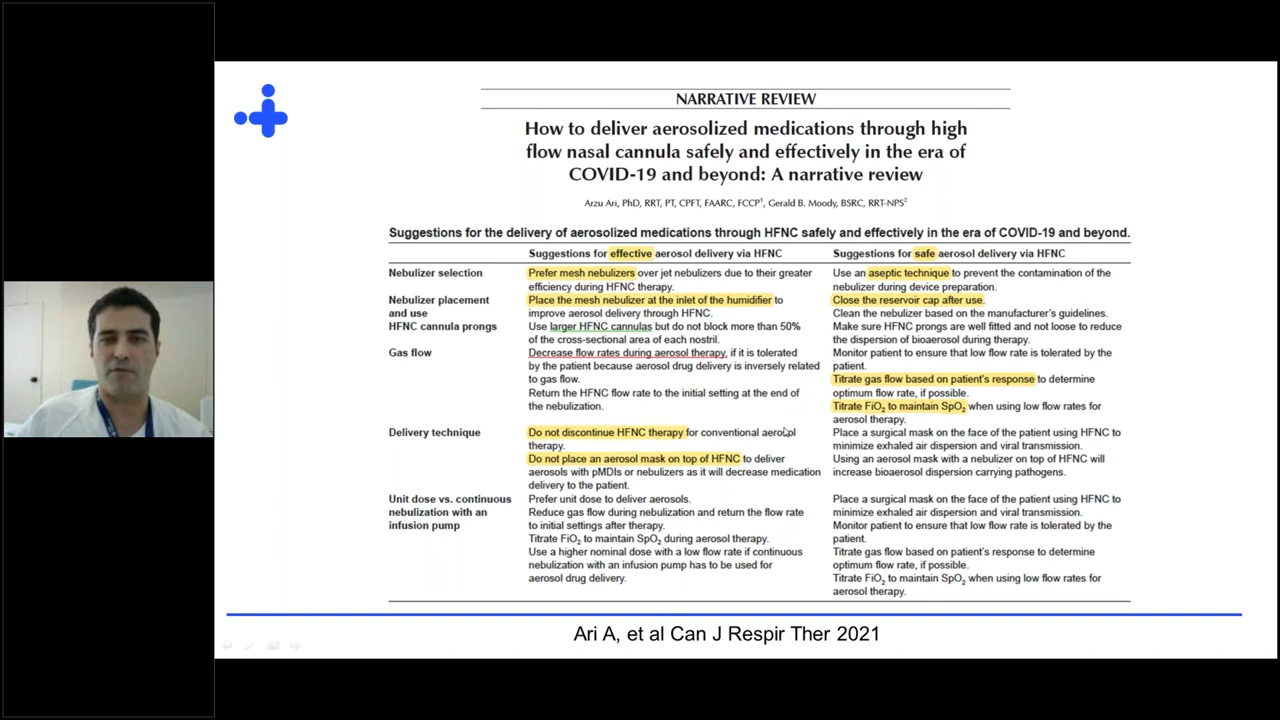 NARRATIVE REVIEW
How to deliver aerosolized medications through high
flow nasal cannula safely and effectively in the era of
COVID-19 and beyond: A narrative review
Arzu Ari, PhD, RRT, PT, CPFT, FAARC, FCCP¹, Gerald B. Moody, BSRC, RRT-NPS²
Suggestions for the delivery of aerosolized medications through HFNC safely and effectively in the era of COVID-19 and beyond.
Suggestions for effective aerosol delivery via HFNC
Suggestions for safe aerosol delivery via HFNC
Nebulizer selection
Prefer mesh nebulizers over jet nebulizers due to their greater
efficiency during HFNC therapy.
Use an aseptic technique to prevent the contamination of the
nebulizer during device preparation.
Nebulizer placement
and use
Place the mesh nebulizer at the inlet of the humidifier to
improve aerosol delivery through HFNC.
Close the reservoir cap after use.
Clean the nebulizer based on the manufacturer's guidelines.
HFNC cannula prongs
Use larger HFNC cannulas but do not block more than 50%
of the cross-sectional area of each nostril.
Make sure HFNC prongs are well fitted and not loose to reduce
the dispersion of bioaerosol during therapy.
Gas flow
Decrease flow rates during aerosol therapy, if it is tolerated
by the patient because aerosol drug delivery is inversely related
to gas flow.
Return the HFNC flow rate to the initial setting at the end of
the nebulization.
Monitor patient to ensure that low flow rate is tolerated by the
patient.
Titrate gas flow based on patient's response to determine
optimum flow rate, if possible.
Titrate FiO₂ to maintain SpO₂ when using low flow rates for
aerosol therapy.
Delivery technique
Do not discontinue HFNC therapy for conventional aerosol
therapy.
Do not place an aerosol mask on top of HFNC to deliver
aerosols with pMDIs or nebulizers as it will decrease medication
delivery to the patient.
Place a surgical mask on the face of the patient using HFNC to
minimize exhaled air dispersion and viral transmission.
Using an aerosol mask with a nebulizer on top of HFNC will
increase bioaerosol dispersion carrying pathogens.
Unit dose vs. continuous
nebulization with an
infusion pump
Prefer unit dose to deliver aerosols.
Reduce gas flow during nebulization and return the flow rate
to initial settings after therapy.
Titrate FiO₂ to maintain SpO₂ during aerosol therapy.
Use a higher nominal dose with a low flow rate if continuous
nebulization with an infusion pump has to be used for
aerosol drug delivery.
Place a surgical mask on the face of the patient using HFNC to
minimize exhaled air dispersion and viral transmission.
Monitor patient to ensure that low flow rate is tolerated by the
patient.
Titrate gas flow based on patient's response to determine
optimum flow rate, if possible.
Titrate FiO₂ to maintain SpO₂ when using low flow rates for
aerosol therapy.
Ari A, et al Can J Respir Ther 2021